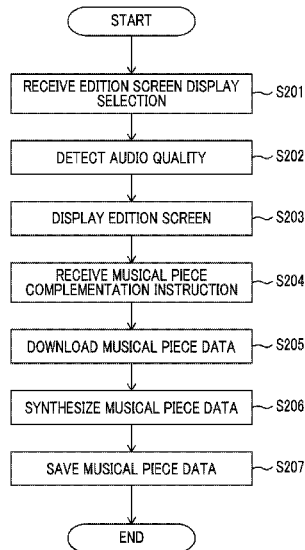 START
RECEIVE EDITION SCREEN DISPLAY
SELECTION
S201
DETECT AUDIO QUALITY
S202
DISPLAY EDITION SCREEN
S203
RECEIVE MUSICAL PIECE
COMPLEMENTATION INSTRUCTION
S204
DOWNLOAD MUSICAL PIECE DATA
S205
SYNTHESIZE MUSICAL PIECE DATA
S206
SAVE MUSICAL PIECE DATA
S207
END